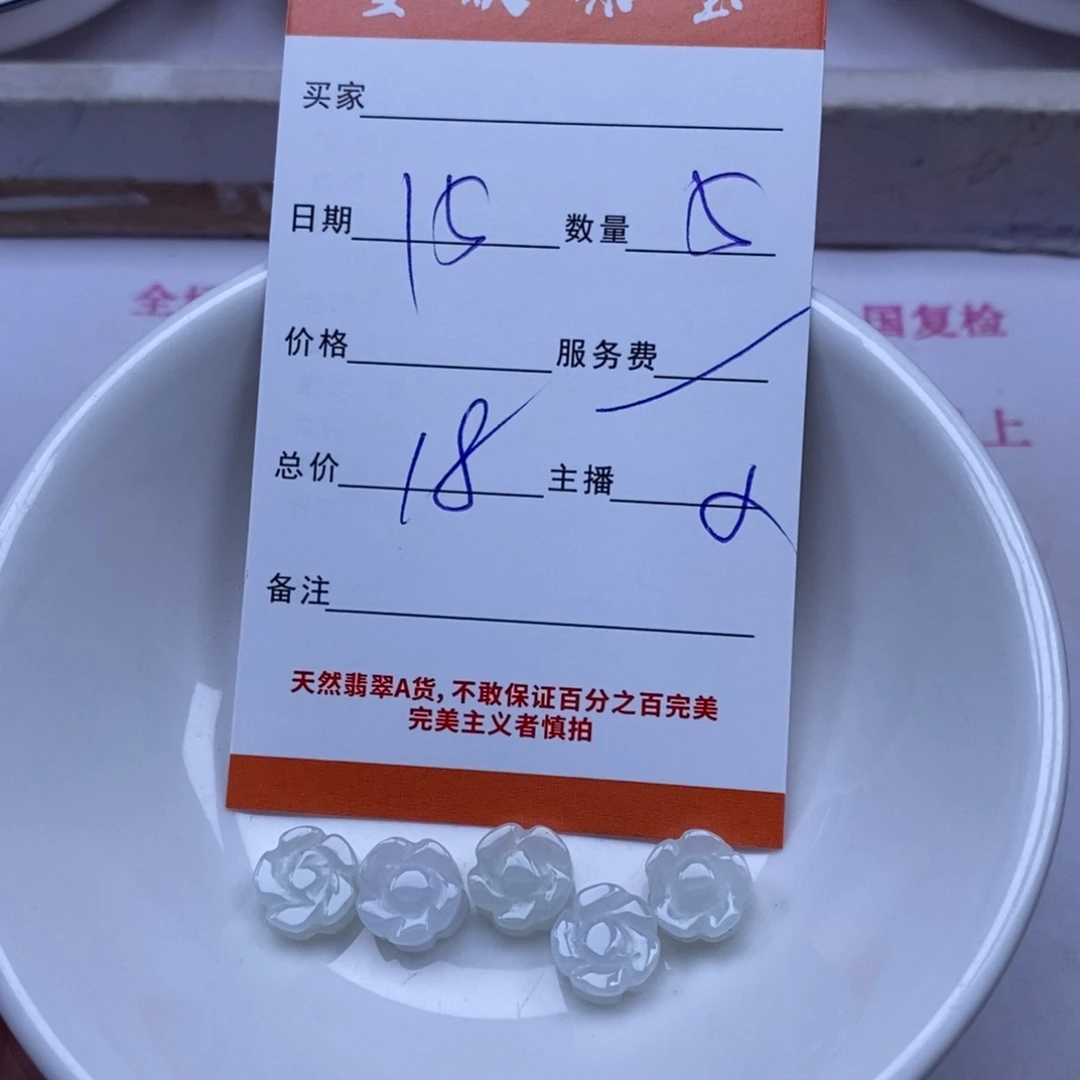 买家
日期 15 数量 5
价格 服务费
总价 18 主播
备注
天然翡翠A货,不敢保证百分之百完美
完美主义者慎拍
国复检
上